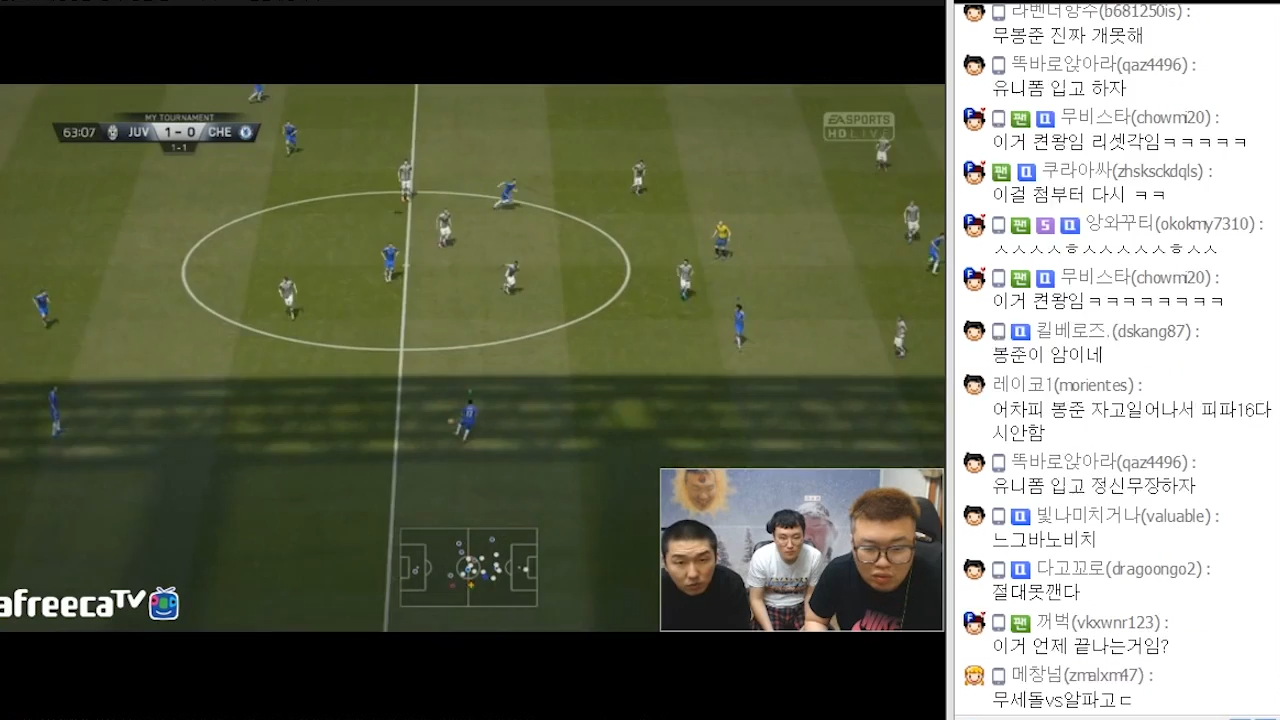 MY TOURNAMENT
63:07 JUV 1 - 0 CHE
1-1
EA SPORTS
HD LIVE
afreecaTV
라벤더향수(b681250is) :
무봉준 진짜 개못해
똑바로앉아라(qaz4496) :
유니폼 입고 하자
팬 무비스타(chowmi20) :
이거 켠왕임 리셋각임ㅋㅋㅋㅋㅋ
팬 쿠라아싸(zhsksckdqls) :
이걸 첨부터 다시 ㅋㅋ
팬 S 앙와꾸티(okokmy7310) :
ㅅㅅㅅㅅㅎㅅㅅㅅㅅㅅㅎㅅㅅ
팬 무비스타(chowmi20) :
이거 켠왕임ㅋㅋㅋㅋㅋㅋㅋㅋ
킬베로즈.(dskang87) :
봉준이 암이네
레이코1(morientes) :
어차피 봉준 자고일어나서 피파16다
시안함
똑바로앉아라(qaz4496) :
유니폼 입고 정신무장하자
빛나미치거나(valuable) :
느그바노비치
다고꼬로(dragoongo2) :
절대못깬다
팬 꺼벅(vkxwnr123) :
이거 언제 끝나는거임?
메창넘(zmalxm47) :
무세돌vs알파고ㄷ